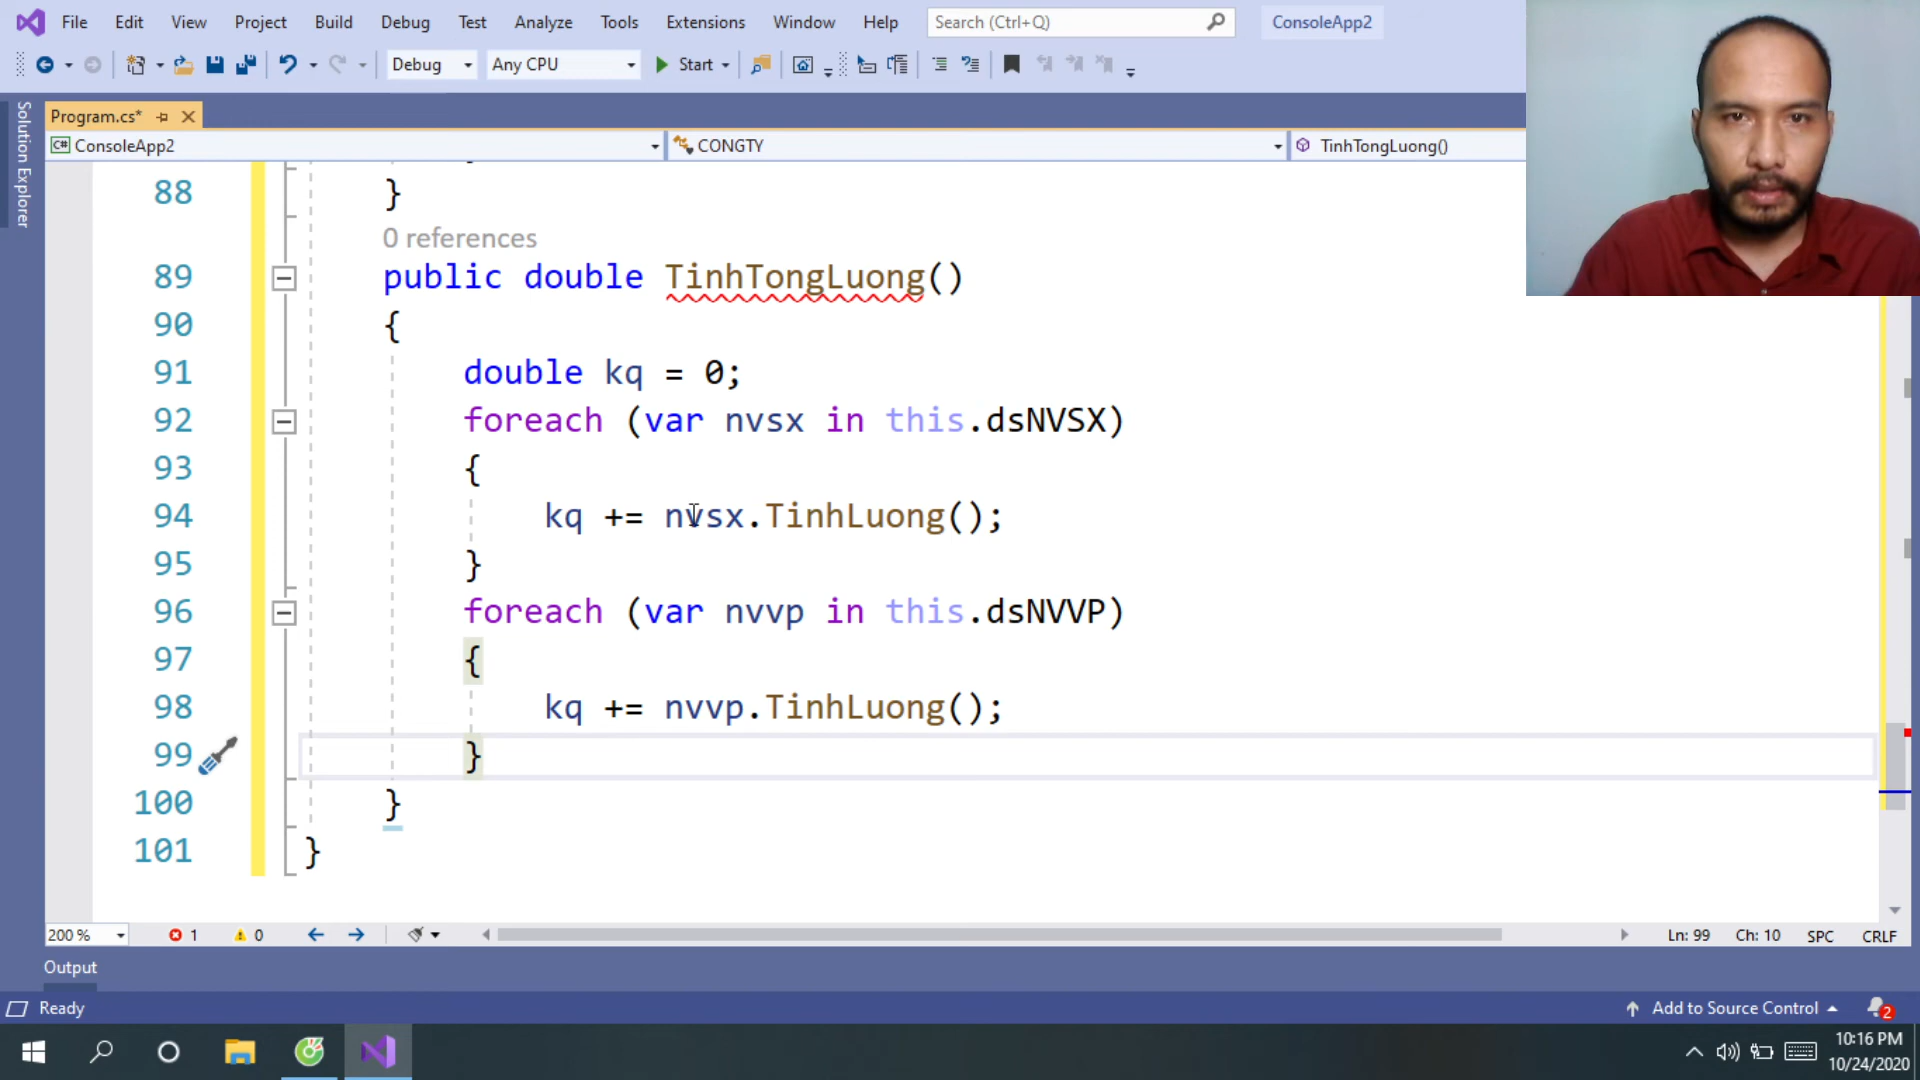 File Edit View Project Build Debug Test Analyze Tools Extensions Window Help Search (Ctrl+Q) ConsoleApp2
Debug Any CPU Start
Solution Explorer
Program.cs*
C# ConsoleApp2 CONGTY TinhTongLuong()
88 }
0 references
89 public double TinhTongLuong()
90 {
91 double kq = 0;
92 foreach (var nvsx in this.dsNVSX)
93 {
94 kq += nvsx.TinhLuong();
95 }
96 foreach (var nvvp in this.dsNVVP)
97 {
98 kq += nvvp.TinhLuong();
99 }
100 }
101 }
200 % 1 0 Ln: 99 Ch: 10 SPC CRLF
Output
Ready Add to Source Control 2
10:16 PM
10/24/2020